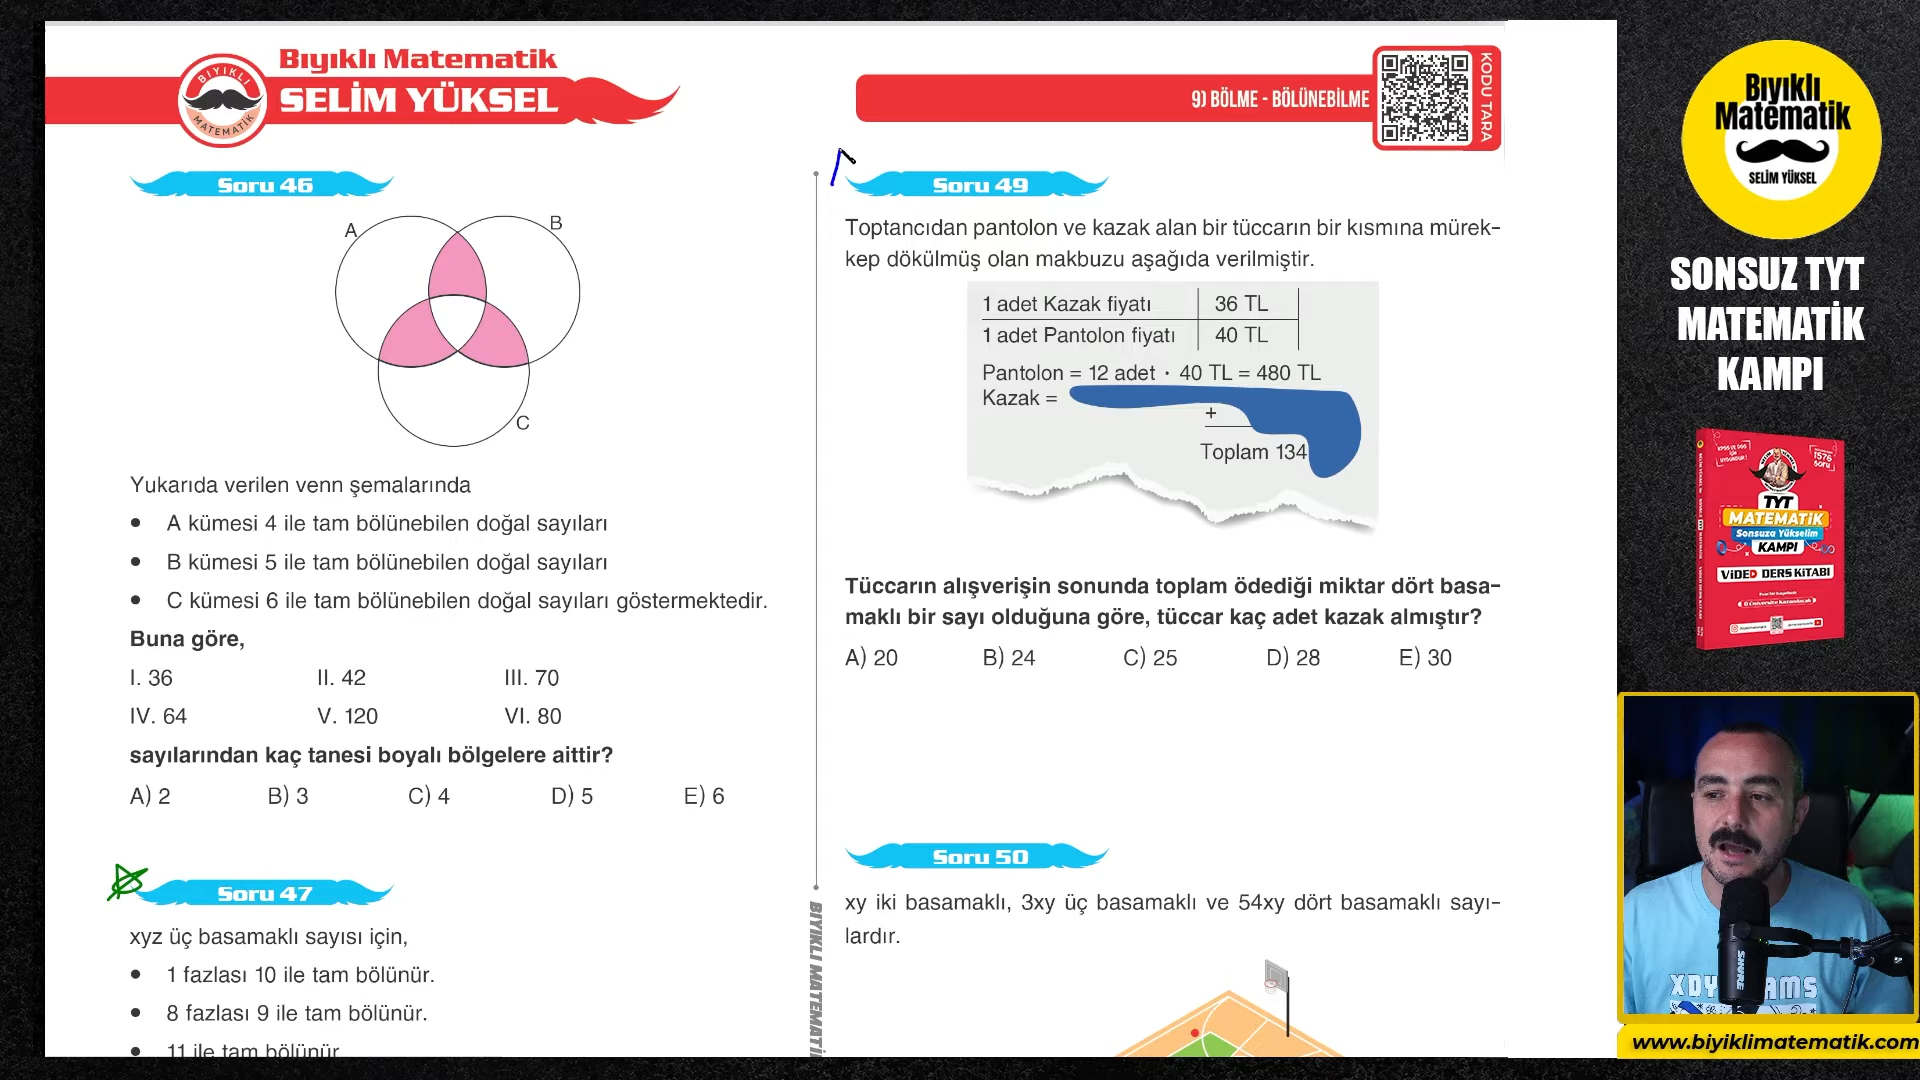 Bıyıklı Matematik
SELİM YÜKSEL
BIYIKLI
MATEMATİK
9) BÖLME - BÖLÜNEBİLME
KODU TARA
Soru 46
A
B
C
Yukarıda verilen venn şemalarında
• A kümesi 4 ile tam bölünebilen doğal sayıları
• B kümesi 5 ile tam bölünebilen doğal sayıları
• C kümesi 6 ile tam bölünebilen doğal sayıları göstermektedir.
Buna göre,
I. 36 II. 42 III. 70
IV. 64 V. 120 VI. 80
sayılarından kaç tanesi boyalı bölgelere aittir?
A) 2 B) 3 C) 4 D) 5 E) 6
Soru 47
xyz üç basamaklı sayısı için,
• 1 fazlası 10 ile tam bölünür.
• 8 fazlası 9 ile tam bölünür.
• 11 ile tam bölünür
BIYIKLI MATEMATİ
Soru 49
Toptancıdan pantolon ve kazak alan bir tüccarın bir kısmına mürek-
kep dökülmüş olan makbuzu aşağıda verilmiştir.
1 adet Kazak fiyatı 36 TL
1 adet Pantolon fiyatı 40 TL
Pantolon = 12 adet · 40 TL = 480 TL
Kazak =
+
Toplam 134
Tüccarın alışverişin sonunda toplam ödediği miktar dört basa-
maklı bir sayı olduğuna göre, tüccar kaç adet kazak almıştır?
A) 20 B) 24 C) 25 D) 28 E) 30
Soru 50
xy iki basamaklı, 3xy üç basamaklı ve 54xy dört basamaklı sayı-
lardır.
Bıyıklı
Matematik
SELİM YÜKSEL
SONSUZ TYT
MATEMATİK
KAMPI
TYT
MATEMATİK
Sonsuza Yükselim
KAMPI
VİDEO DERS KİTABI
1576
SHURE
www.biyiklimatematik.com